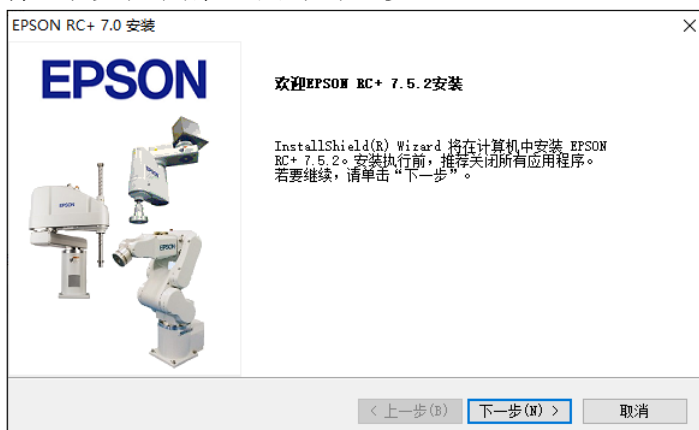 EPSON RC+ 7.0 安装
EPSON
欢迎EPSON RC+ 7.5.2安装
InstallShield(R) Wizard 将在计算机中安装 EPSON
RC+ 7.5.2。安装执行前，推荐关闭所有应用程序。
若要继续，请单击“下一步”。
EPSON
EPSON
< 上一步(B)
下一步(N) >
取消